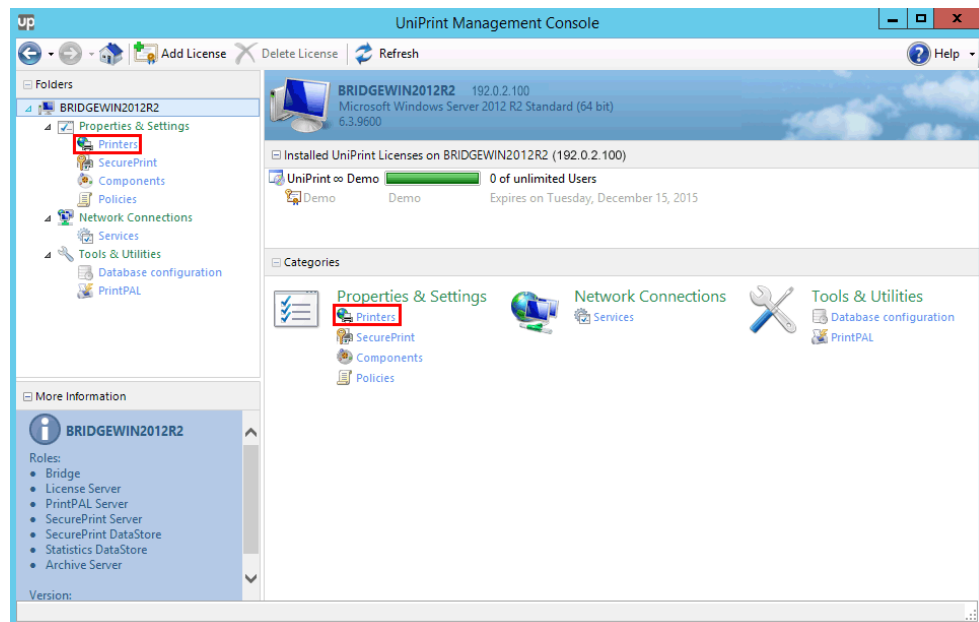 up
UniPrint Management Console
Add License
Delete License
Refresh
Help
Folders
BRIDGEWIN2012R2
Properties & Settings
Printers
SecurePrint
Components
Policies
Network Connections
Services
Tools & Utilities
Database configuration
PrintPAL
More Information
BRIDGEWIN2012R2
Roles:
• Bridge
• License Server
• PrintPAL Server
• SecurePrint Server
• SecurePrint DataStore
• Statistics DataStore
• Archive Server
Version:
BRIDGEWIN2012R2 192.0.2.100
Microsoft Windows Server 2012 R2 Standard (64 bit)
6.3.9600
Installed UniPrint Licenses on BRIDGEWIN2012R2 (192.0.2.100)
UniPrint ∞ Demo 0 of unlimited Users
Demo Demo Expires on Tuesday, December 15, 2015
Categories
Properties & Settings
Printers
SecurePrint
Components
Policies
Network Connections
Services
Tools & Utilities
Database configuration
PrintPAL